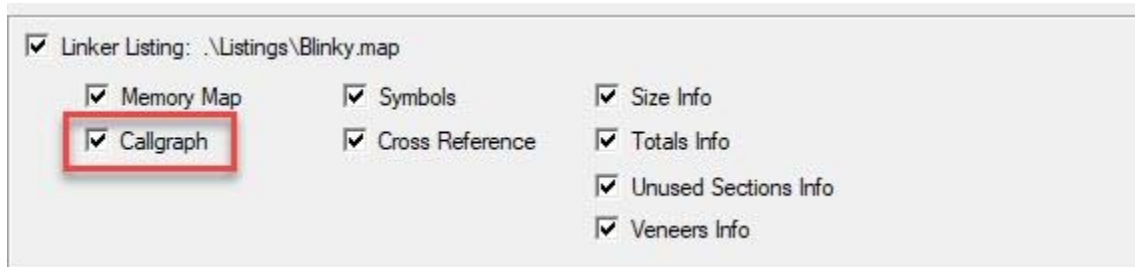 Linker Listing: .\Listings\Blinky.map
Memory Map Symbols Size Info
Callgraph Cross Reference Totals Info
Unused Sections Info
Veneers Info